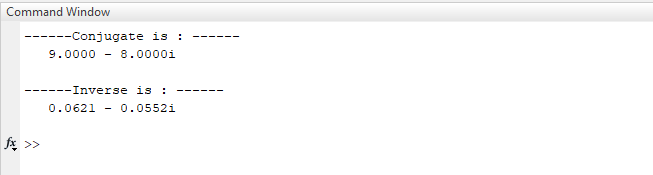 Command Window
------Conjugate is : ------
9.0000 - 8.0000i
------Inverse is : ------
0.0621 - 0.0552i
fx >>